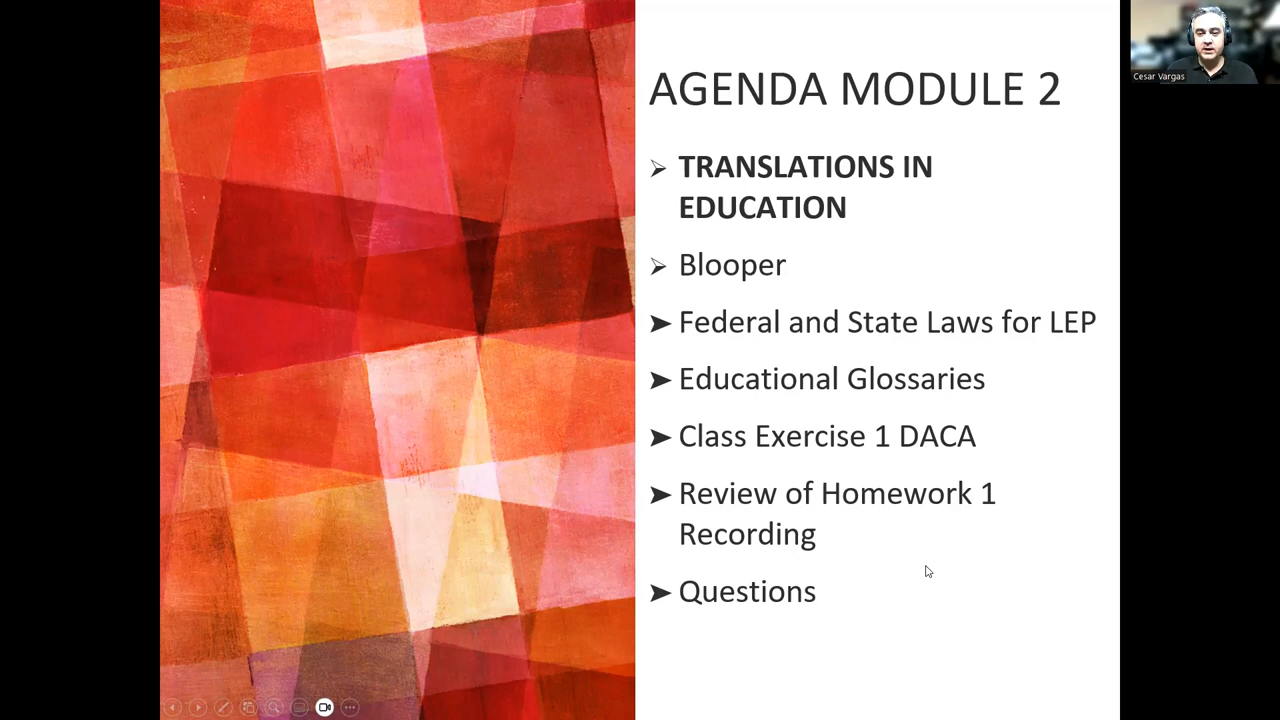 AGENDA MODULE 2
TRANSLATIONS IN
EDUCATION
Blooper
Federal and State Laws for LEP
Educational Glossaries
Class Exercise 1 DACA
Review of Homework 1
Recording
Questions
Cesar Vargas